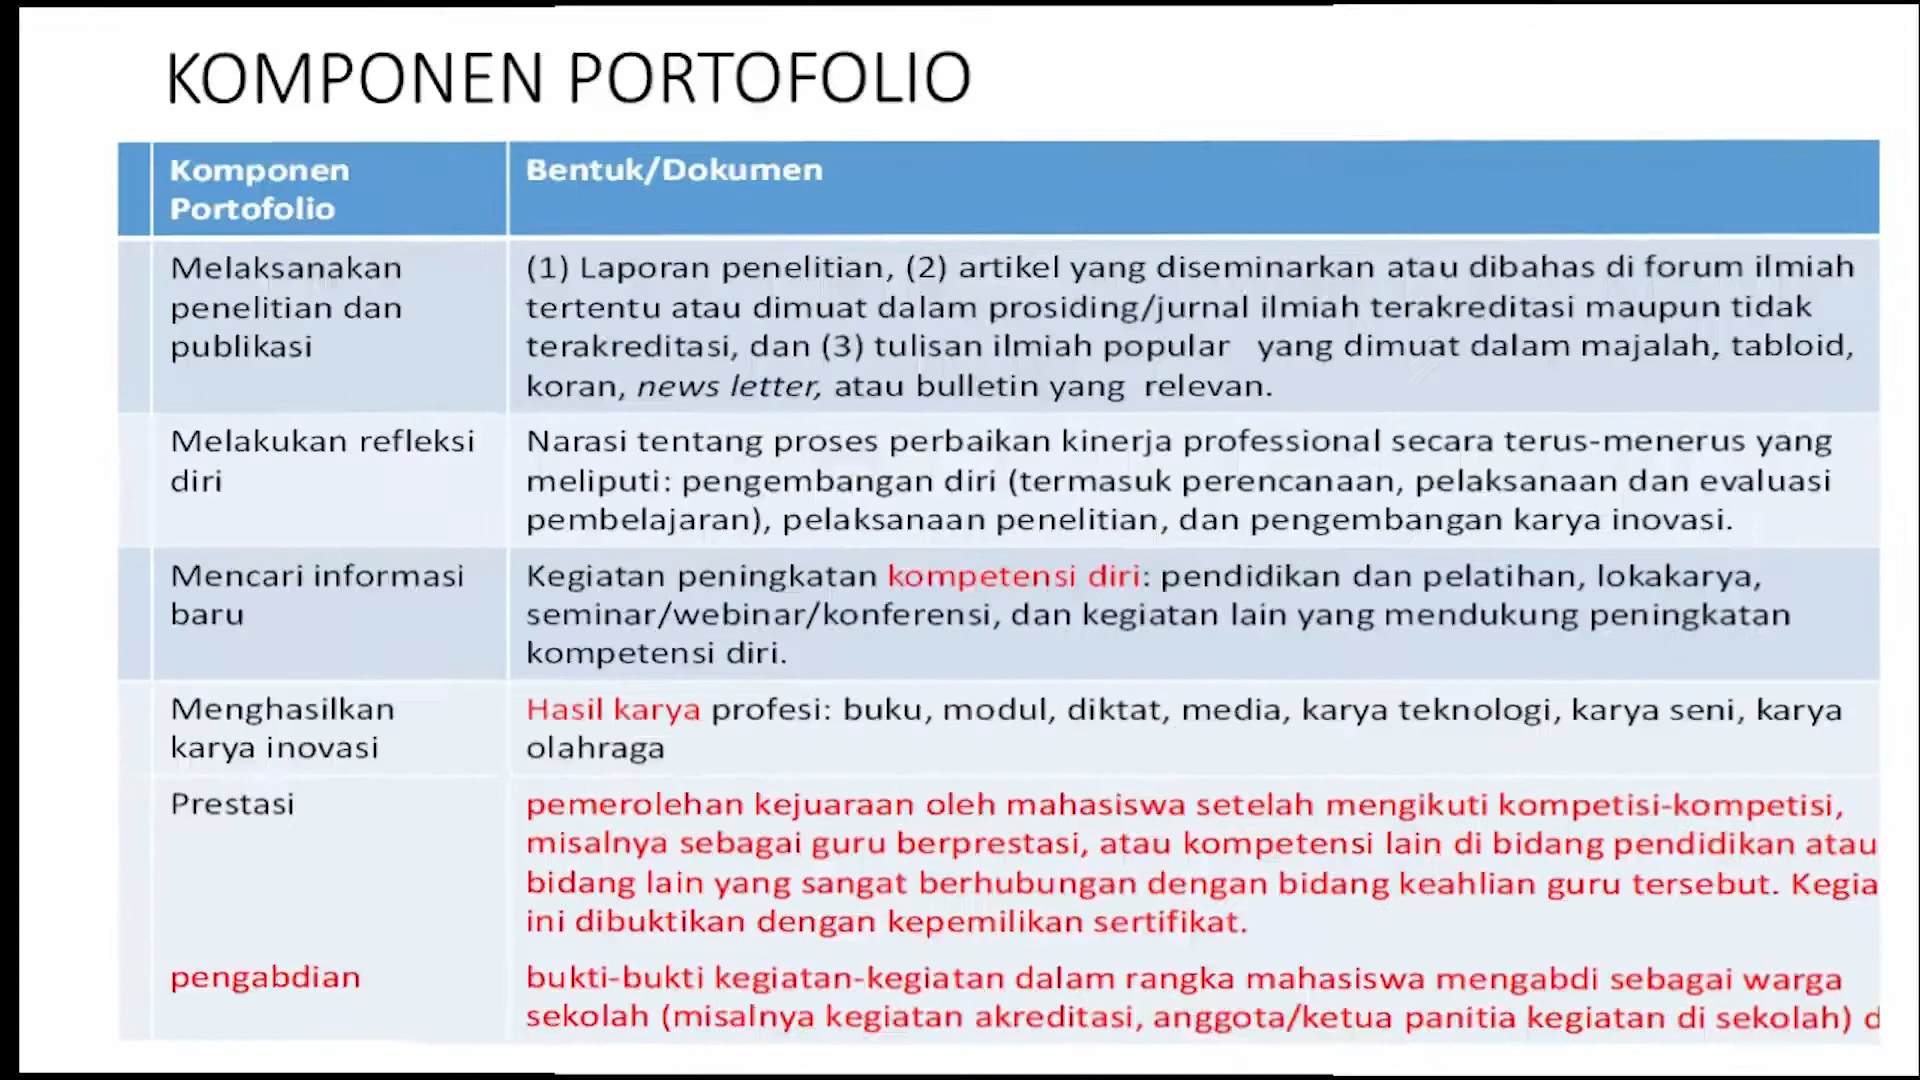 KOMPONEN PORTOFOLIO
Komponen
Portofolio
Bentuk/Dokumen
Melaksanakan
penelitian dan
publikasi
(1) Laporan penelitian, (2) artikel yang diseminarkan atau dibahas di forum ilmiah
tertentu atau dimuat dalam prosiding/jurnal ilmiah terakreditasi maupun tidak
terakreditasi, dan (3) tulisan ilmiah popular yang dimuat dalam majalah, tabloid,
koran, news letter, atau bulletin yang relevan.
Melakukan refleksi
diri
Narasi tentang proses perbaikan kinerja professional secara terus-menerus yang
meliputi: pengembangan diri (termasuk perencanaan, pelaksanaan dan evaluasi
pembelajaran), pelaksanaan penelitian, dan pengembangan karya inovasi.
Mencari informasi
baru
Kegiatan peningkatan kompetensi diri: pendidikan dan pelatihan, lokakarya,
seminar/webinar/konferensi, dan kegiatan lain yang mendukung peningkatan
kompetensi diri.
Menghasilkan
karya inovasi
Hasil karya profesi: buku, modul, diktat, media, karya teknologi, karya seni, karya
olahraga
Prestasi
pemerolehan kejuaraan oleh mahasiswa setelah mengikuti kompetisi-kompetisi,
misalnya sebagai guru berprestasi, atau kompetensi lain di bidang pendidikan atau
bidang lain yang sangat berhubungan dengan bidang keahlian guru tersebut. Kegia
ini dibuktikan dengan kepemilikan sertifikat.
pengabdian
bukti-bukti kegiatan-kegiatan dalam rangka mahasiswa mengabdi sebagai warga
sekolah (misalnya kegiatan akreditasi, anggota/ketua panitia kegiatan di sekolah)